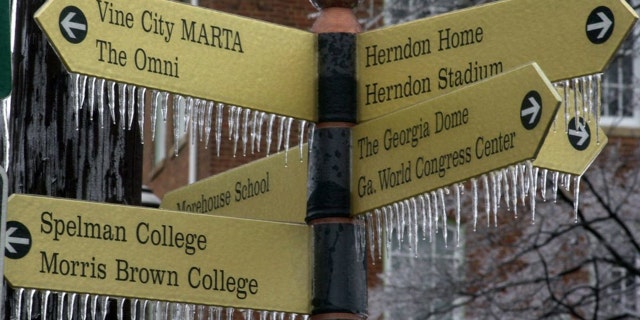 Vine City MARTA
The Omni
Herndon Home
Herndon Stadium
The Georgia Dome
Ga. World Congress Center
Morehouse School
Spelman College
Morris Brown College